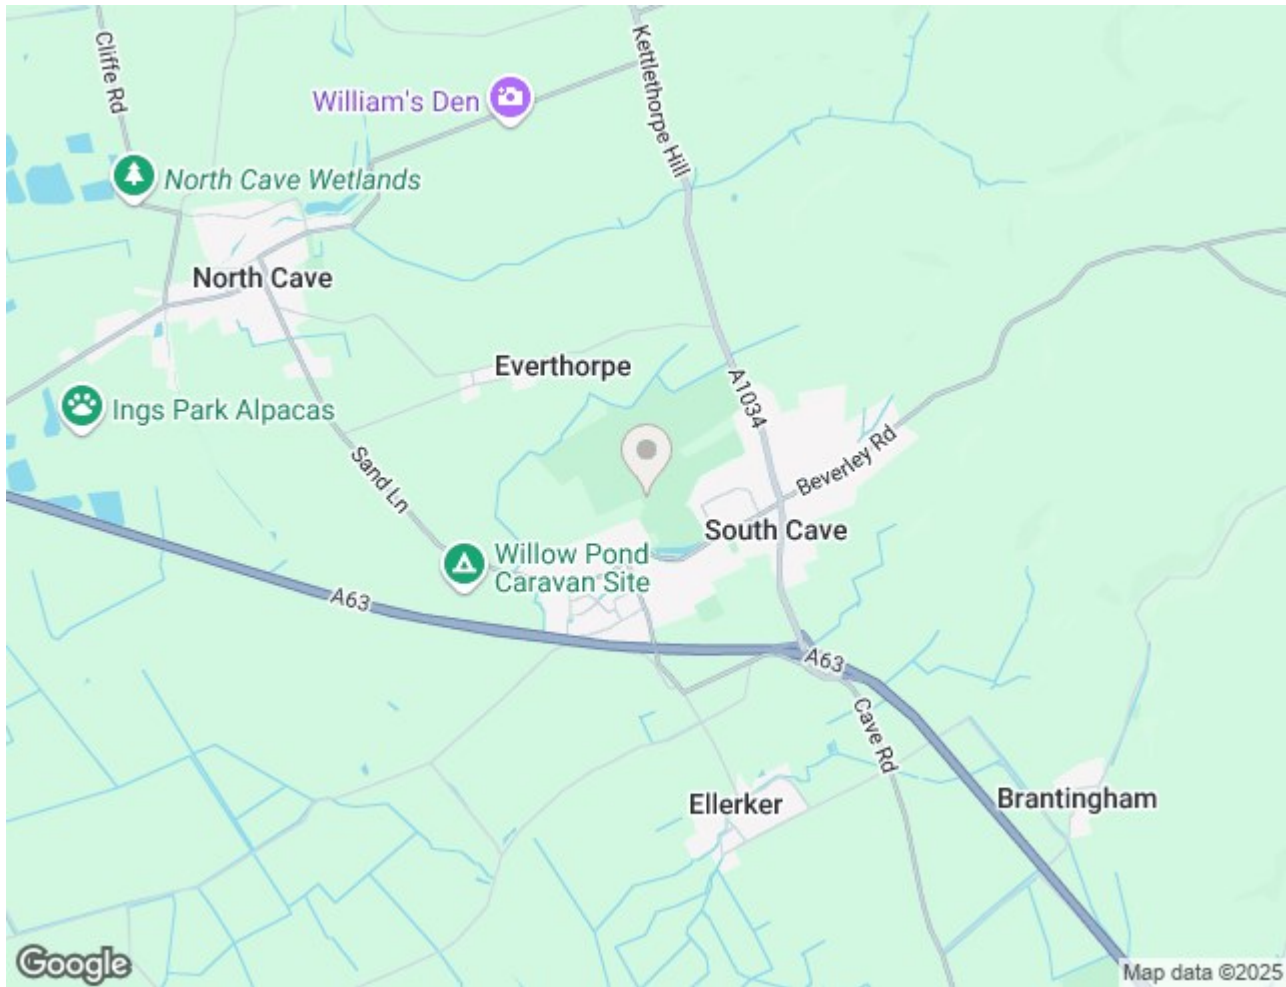 Cliffe Rd
Kettlethorpe Hill
William's Den
North Cave Wetlands
North Cave
Everthorpe
A1034
Ings Park Alpacas
Beverley Rd
Sand Ln
South Cave
Willow Pond
Caravan Site
A63
A63
Cave Rd
Ellerker
Brantingham
Google
Map data ©2025